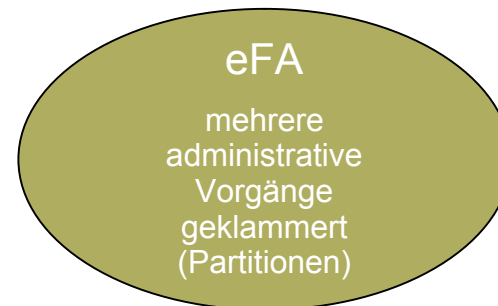 eFA
mehrere
administrative
Vorgänge
geklammert
(Partitionen)